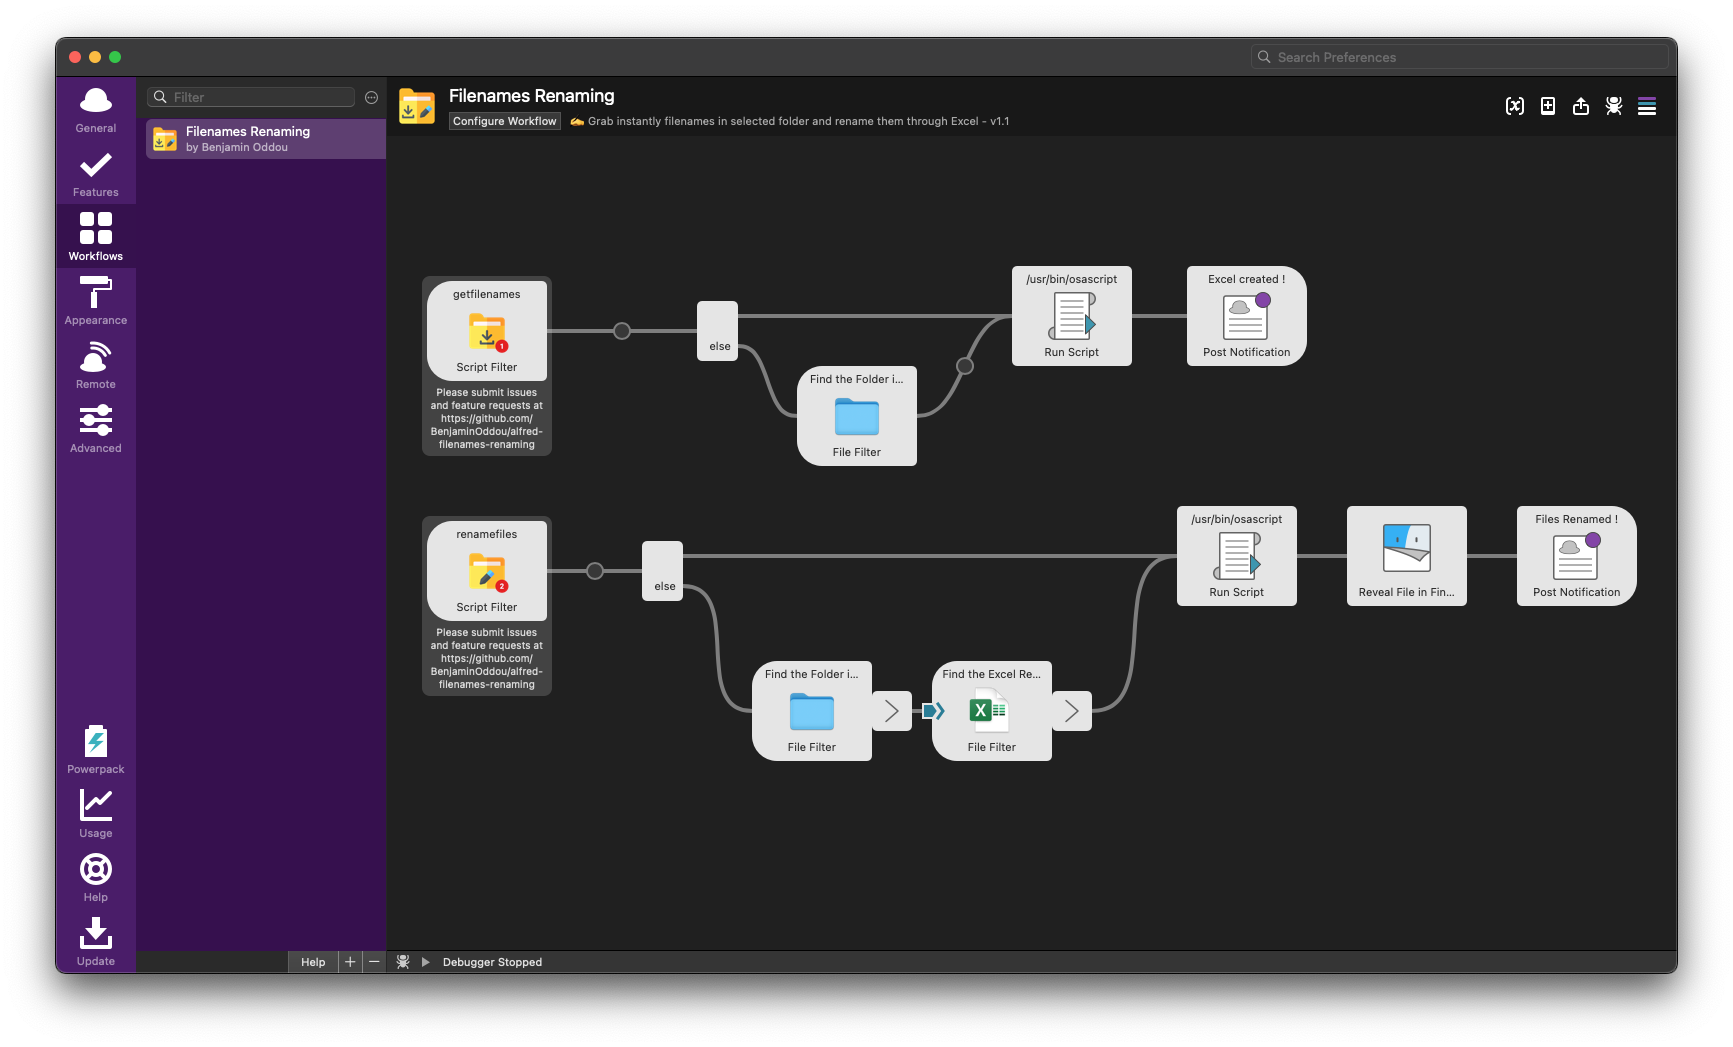 Search Preferences
General
Features
Workflows
Appearance
Remote
Advanced
Powerpack
Usage
Help
Update
Filter
Filenames Renaming
by Benjamin Oddou
Help
Filenames Renaming
Configure Workflow
Grab instantly filenames in selected folder and rename them through Excel - v1.1
getfilenames
1
Script Filter
Please submit issues
and feature requests at
https://github.com/
BenjaminOddou/alfred-
filenames-renaming
else
Find the Folder i...
File Filter
/usr/bin/osascript
Run Script
Excel created !
Post Notification
renamefiles
2
Script Filter
Please submit issues
and feature requests at
https://github.com/
BenjaminOddou/alfred-
filenames-renaming
else
Find the Folder i...
File Filter
Find the Excel Re...
X
File Filter
/usr/bin/osascript
Run Script
Reveal File in Fin...
Files Renamed !
Post Notification
Debugger Stopped